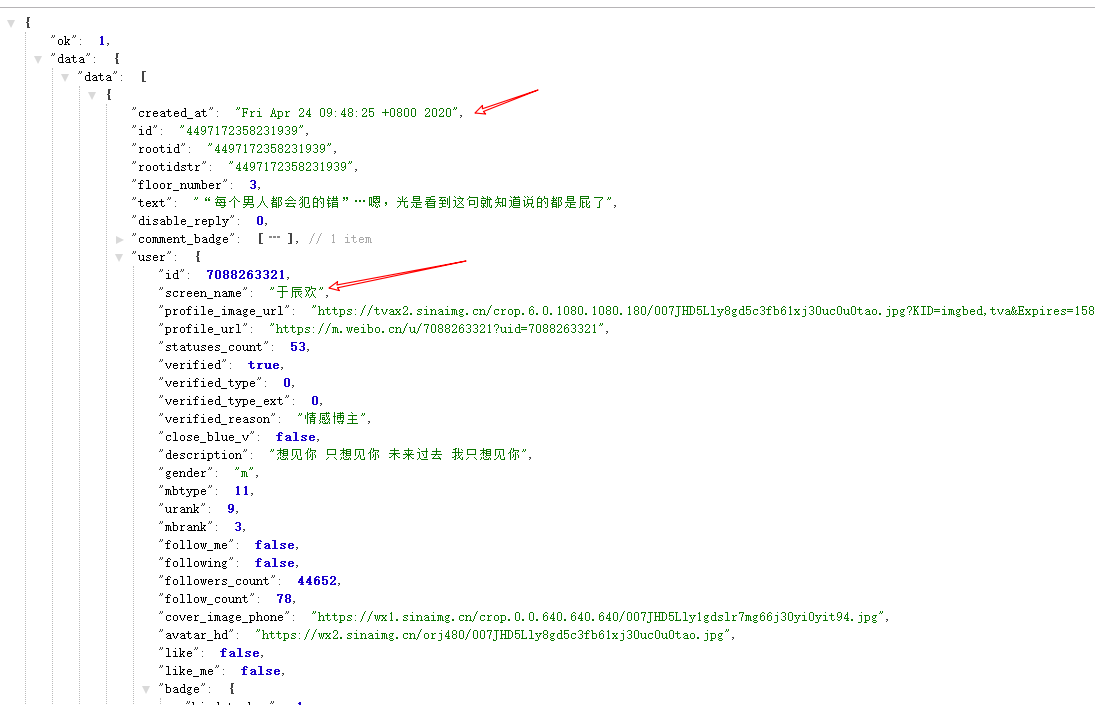 {
"ok": 1,
"data": {
"data": [
{
"created_at": "Fri Apr 24 09:48:25 +0800 2020",
"id": "4497172358231939",
"rootid": "4497172358231939",
"rootidstr": "4497172358231939",
"floor_number": 3,
"text": "“每个男人都会犯的错”…嗯，光是看到这句就知道说的都是屁了",
"disable_reply": 0,
"comment_badge": [ ... ], // 1 item
"user": {
"id": 7088263321,
"screen_name": "于辰欢",
"profile_image_url": "https://tvax2.sinaimg.cn/crop.6.0.1080.1080.180/007JHD5Lly8gd5c3fb61xj30uc0u0tao.jpg?KID=imgbed,tva&Expires=158
"profile_url": "https://m.weibo.cn/u/7088263321?uid=7088263321",
"statuses_count": 53,
"verified": true,
"verified_type": 0,
"verified_type_ext": 0,
"verified_reason": "情感博主",
"close_blue_v": false,
"description": "想见你 只想见你 未来过去 我只想见你",
"gender": "m",
"mbtype": 11,
"urank": 9,
"mbrank": 3,
"follow_me": false,
"following": false,
"followers_count": 44652,
"follow_count": 78,
"cover_image_phone": "https://wx1.sinaimg.cn/crop.0.0.640.640.640/007JHD5Lly1gdslr7mg66j30yi0yit94.jpg",
"avatar_hd": "https://wx2.sinaimg.cn/orj480/007JHD5Lly8gd5c3fb61xj30uc0u0tao.jpg",
"like": false,
"like_me": false,
"badge": {